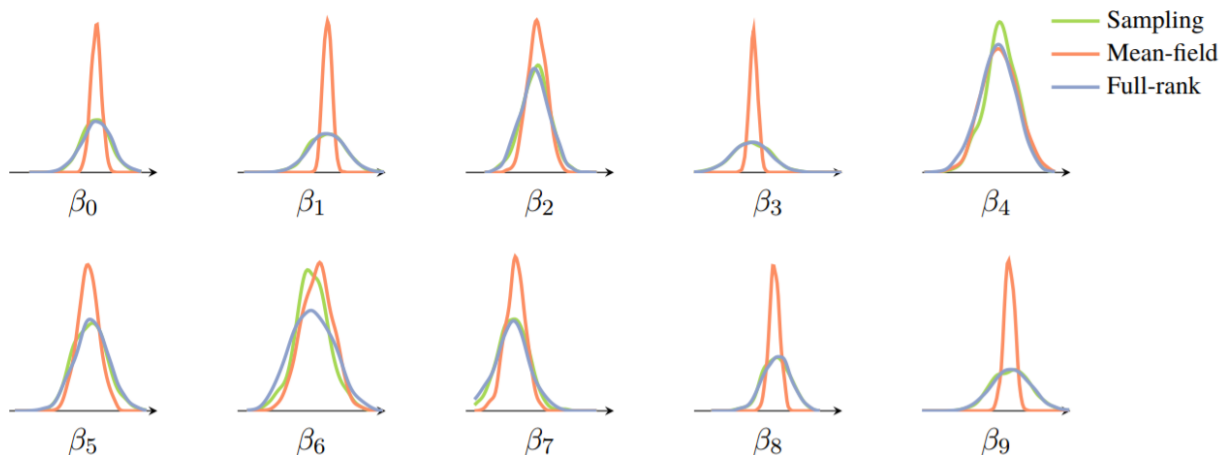 Sampling
Mean-field
Full-rank
β₀ β₁ β₂ β₃ β₄
β₅ β₆ β₇ β₈ β₉